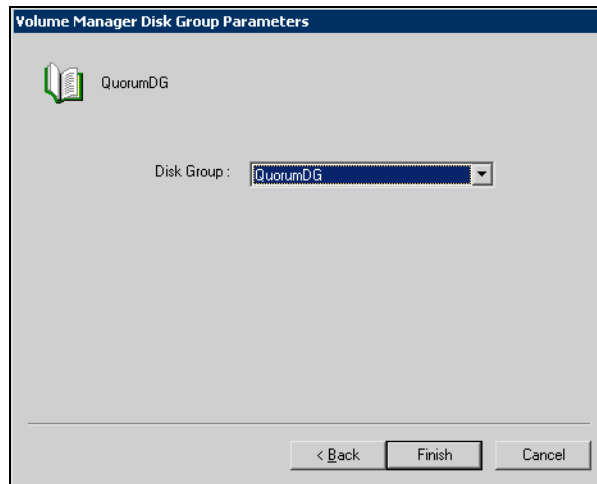 Volume Manager Disk Group Parameters
QuorumDG
Disk Group : QuorumDG
< Back Finish Cancel